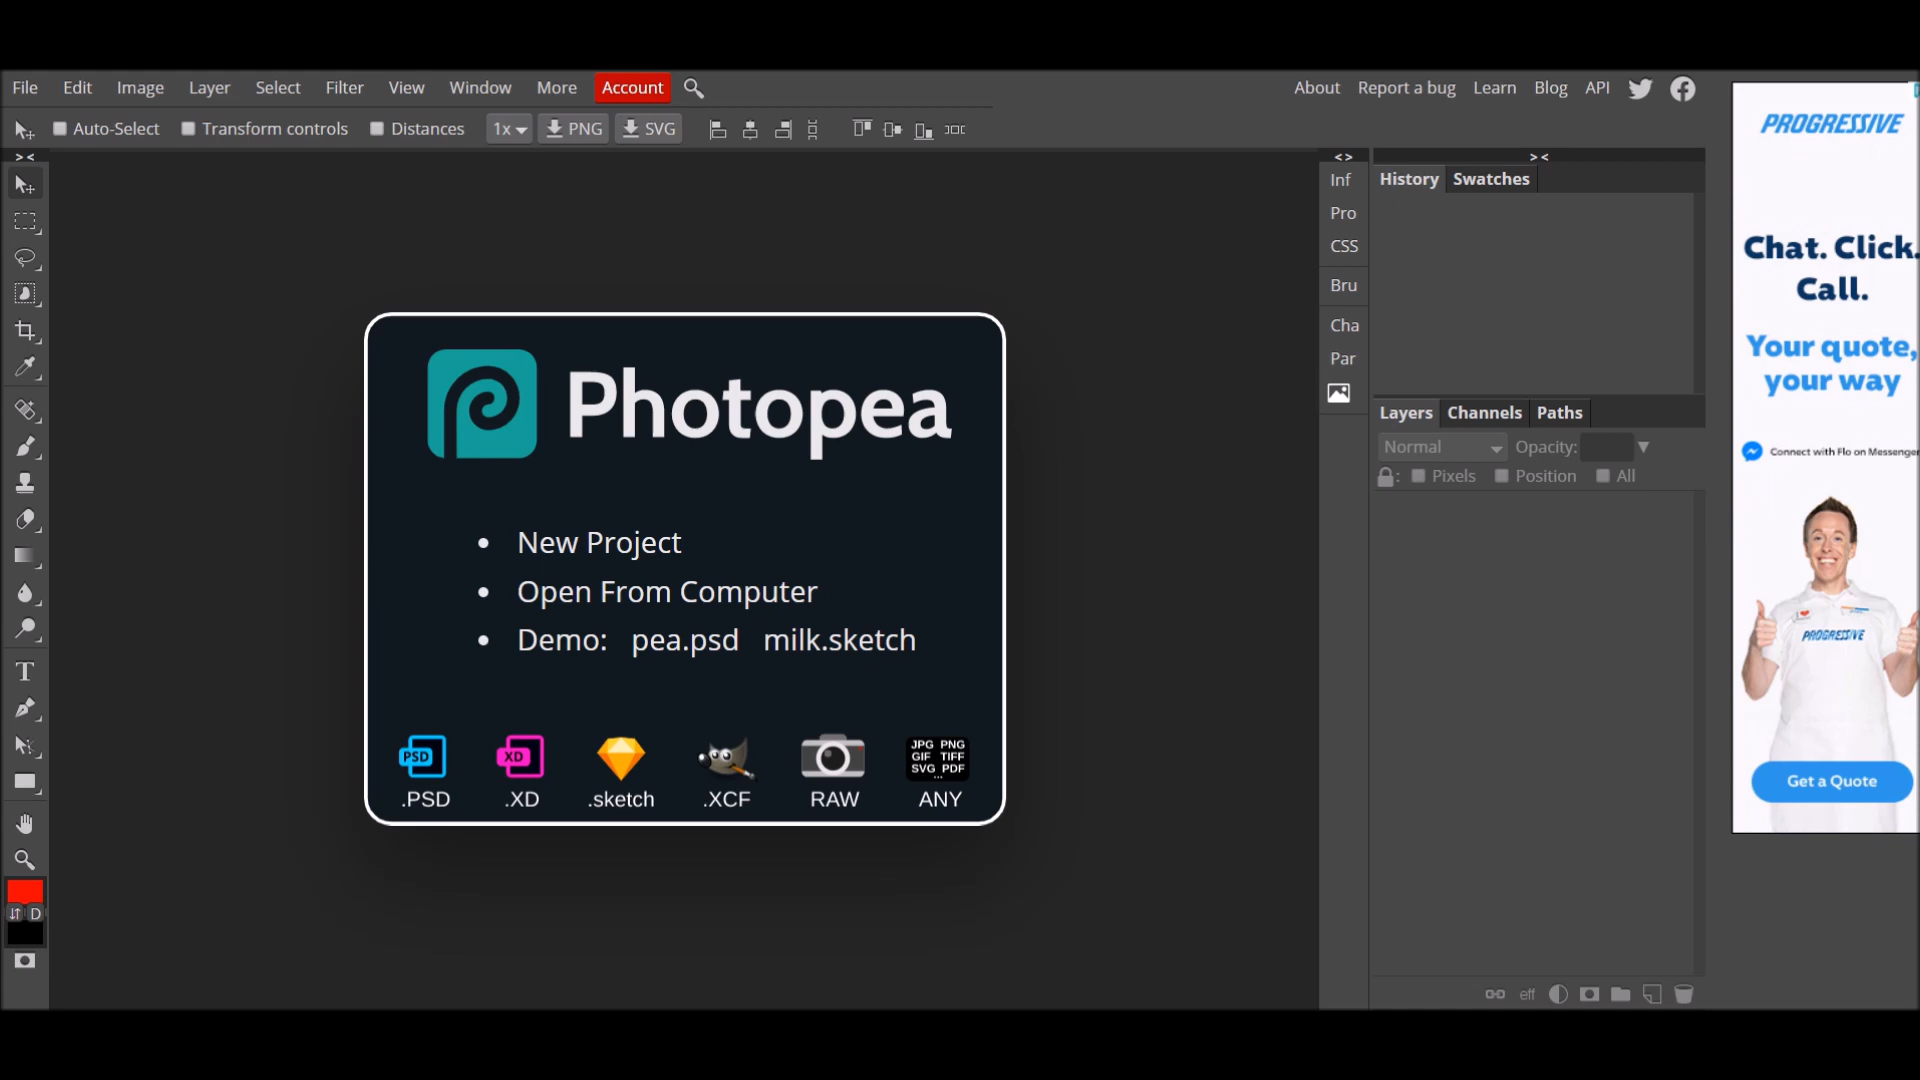 File Edit Image Layer Select Filter View Window More Account
About Report a bug Learn Blog API
Auto-Select Transform controls Distances 1x PNG SVG
> <
< >
> <
Inf
Pro
CSS
Bru
Cha
Par
History Swatches
Layers Channels Paths
Normal Opacity:
: Pixels Position All
eff
D
Photopea
• New Project
• Open From Computer
• Demo: pea.psd milk.sketch
PSD XD JPG PNG
GIF TIFF
SVG PDF
...
.PSD .XD .sketch .XCF RAW ANY
PROGRESSIVE
Chat. Click.
Call.
Your quote,
your way
Connect with Flo on Messenger
PROGRESSIVE
Get a Quote